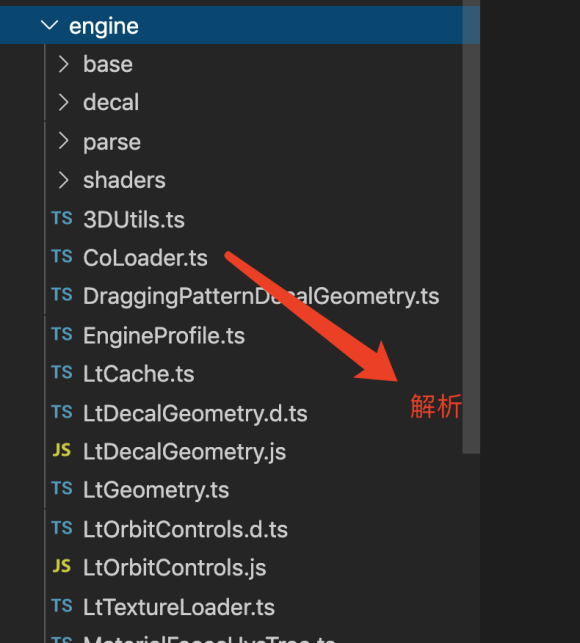 engine
base
decal
parse
shaders
TS 3DUtils.ts
TS CoLoader.ts
TS DraggingPatternDecalGeometry.ts
TS EngineProfile.ts
TS LtCache.ts
TS LtDecalGeometry.d.ts
解析
JS LtDecalGeometry.js
TS LtGeometry.ts
TS LtOrbitControls.d.ts
JS LtOrbitControls.js
TS LtTextureLoader.ts